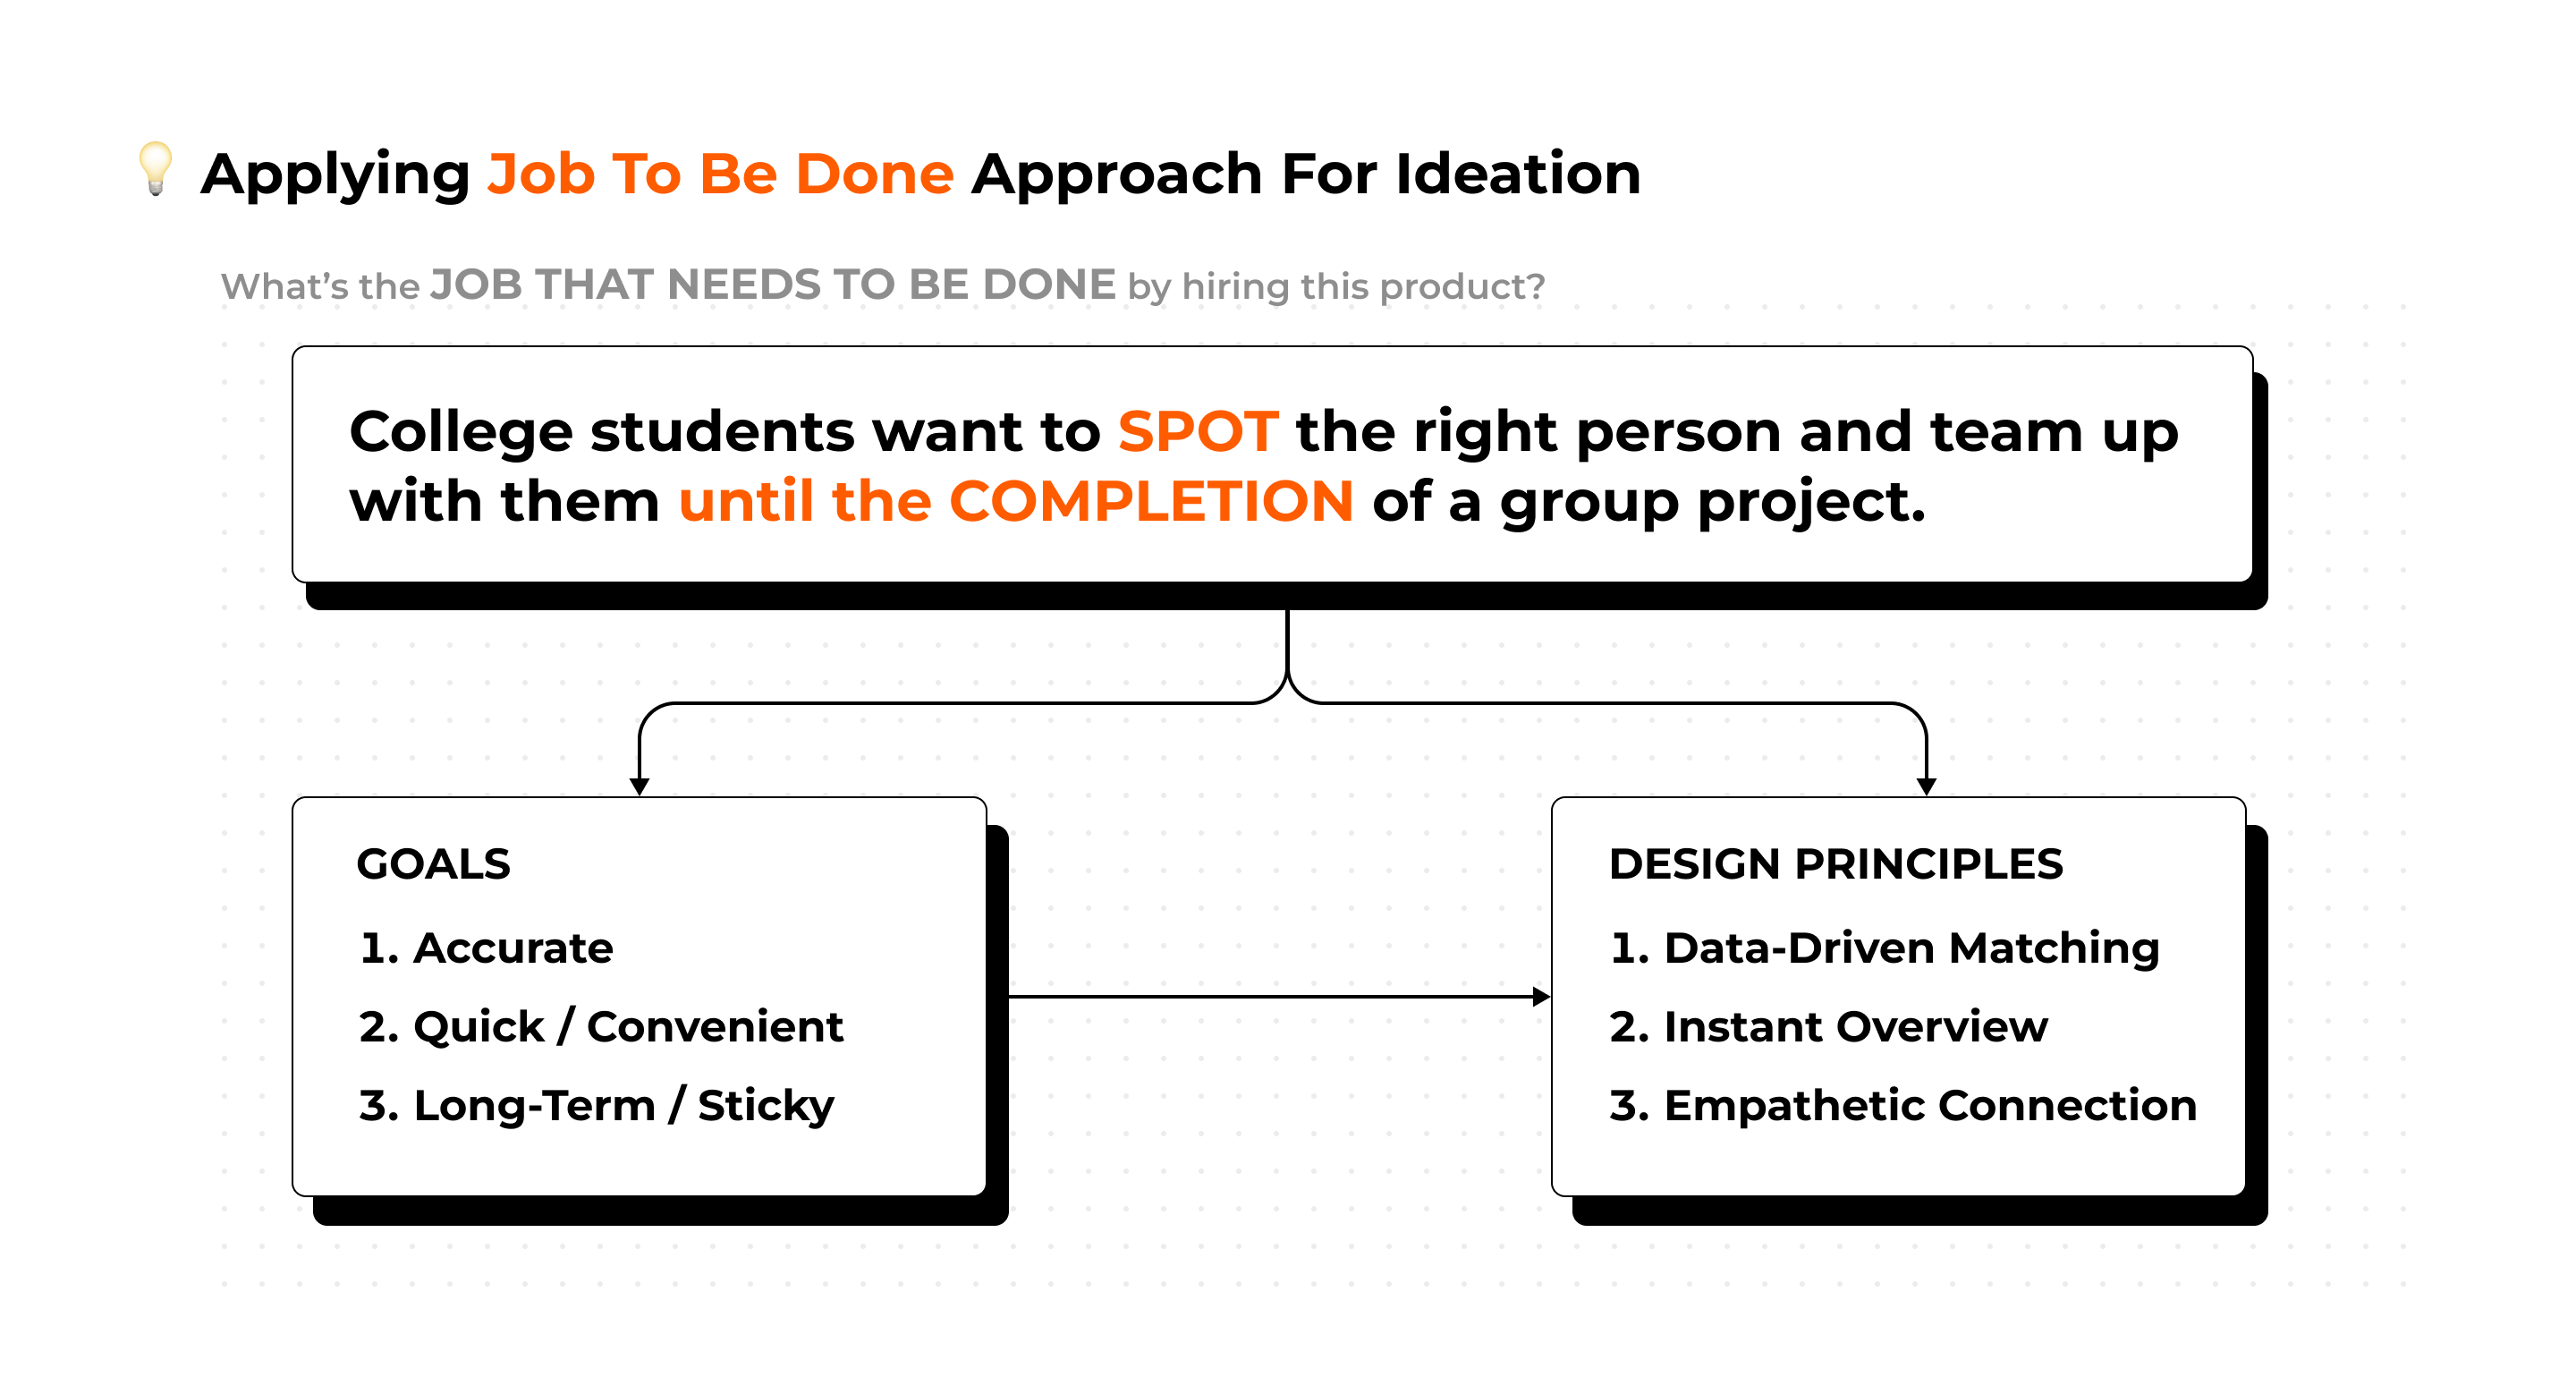 Applying Job To Be Done Approach For Ideation
What’s the JOB THAT NEEDS TO BE DONE by hiring this product?
College students want to SPOT the right person and team up
with them until the COMPLETION of a group project.
GOALS
1. Accurate
2. Quick / Convenient
3. Long-Term / Sticky
DESIGN PRINCIPLES
1. Data-Driven Matching
2. Instant Overview
3. Empathetic Connection